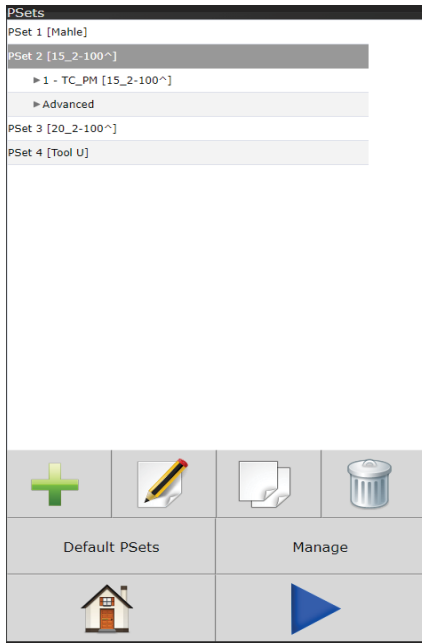 PSets
PSet 1 [Mahle]
PSet 2 [15_2-100^]
1 - TC_PM [15_2-100^]
Advanced
PSet 3 [20_2-100^]
PSet 4 [Tool U]
Default PSets
Manage